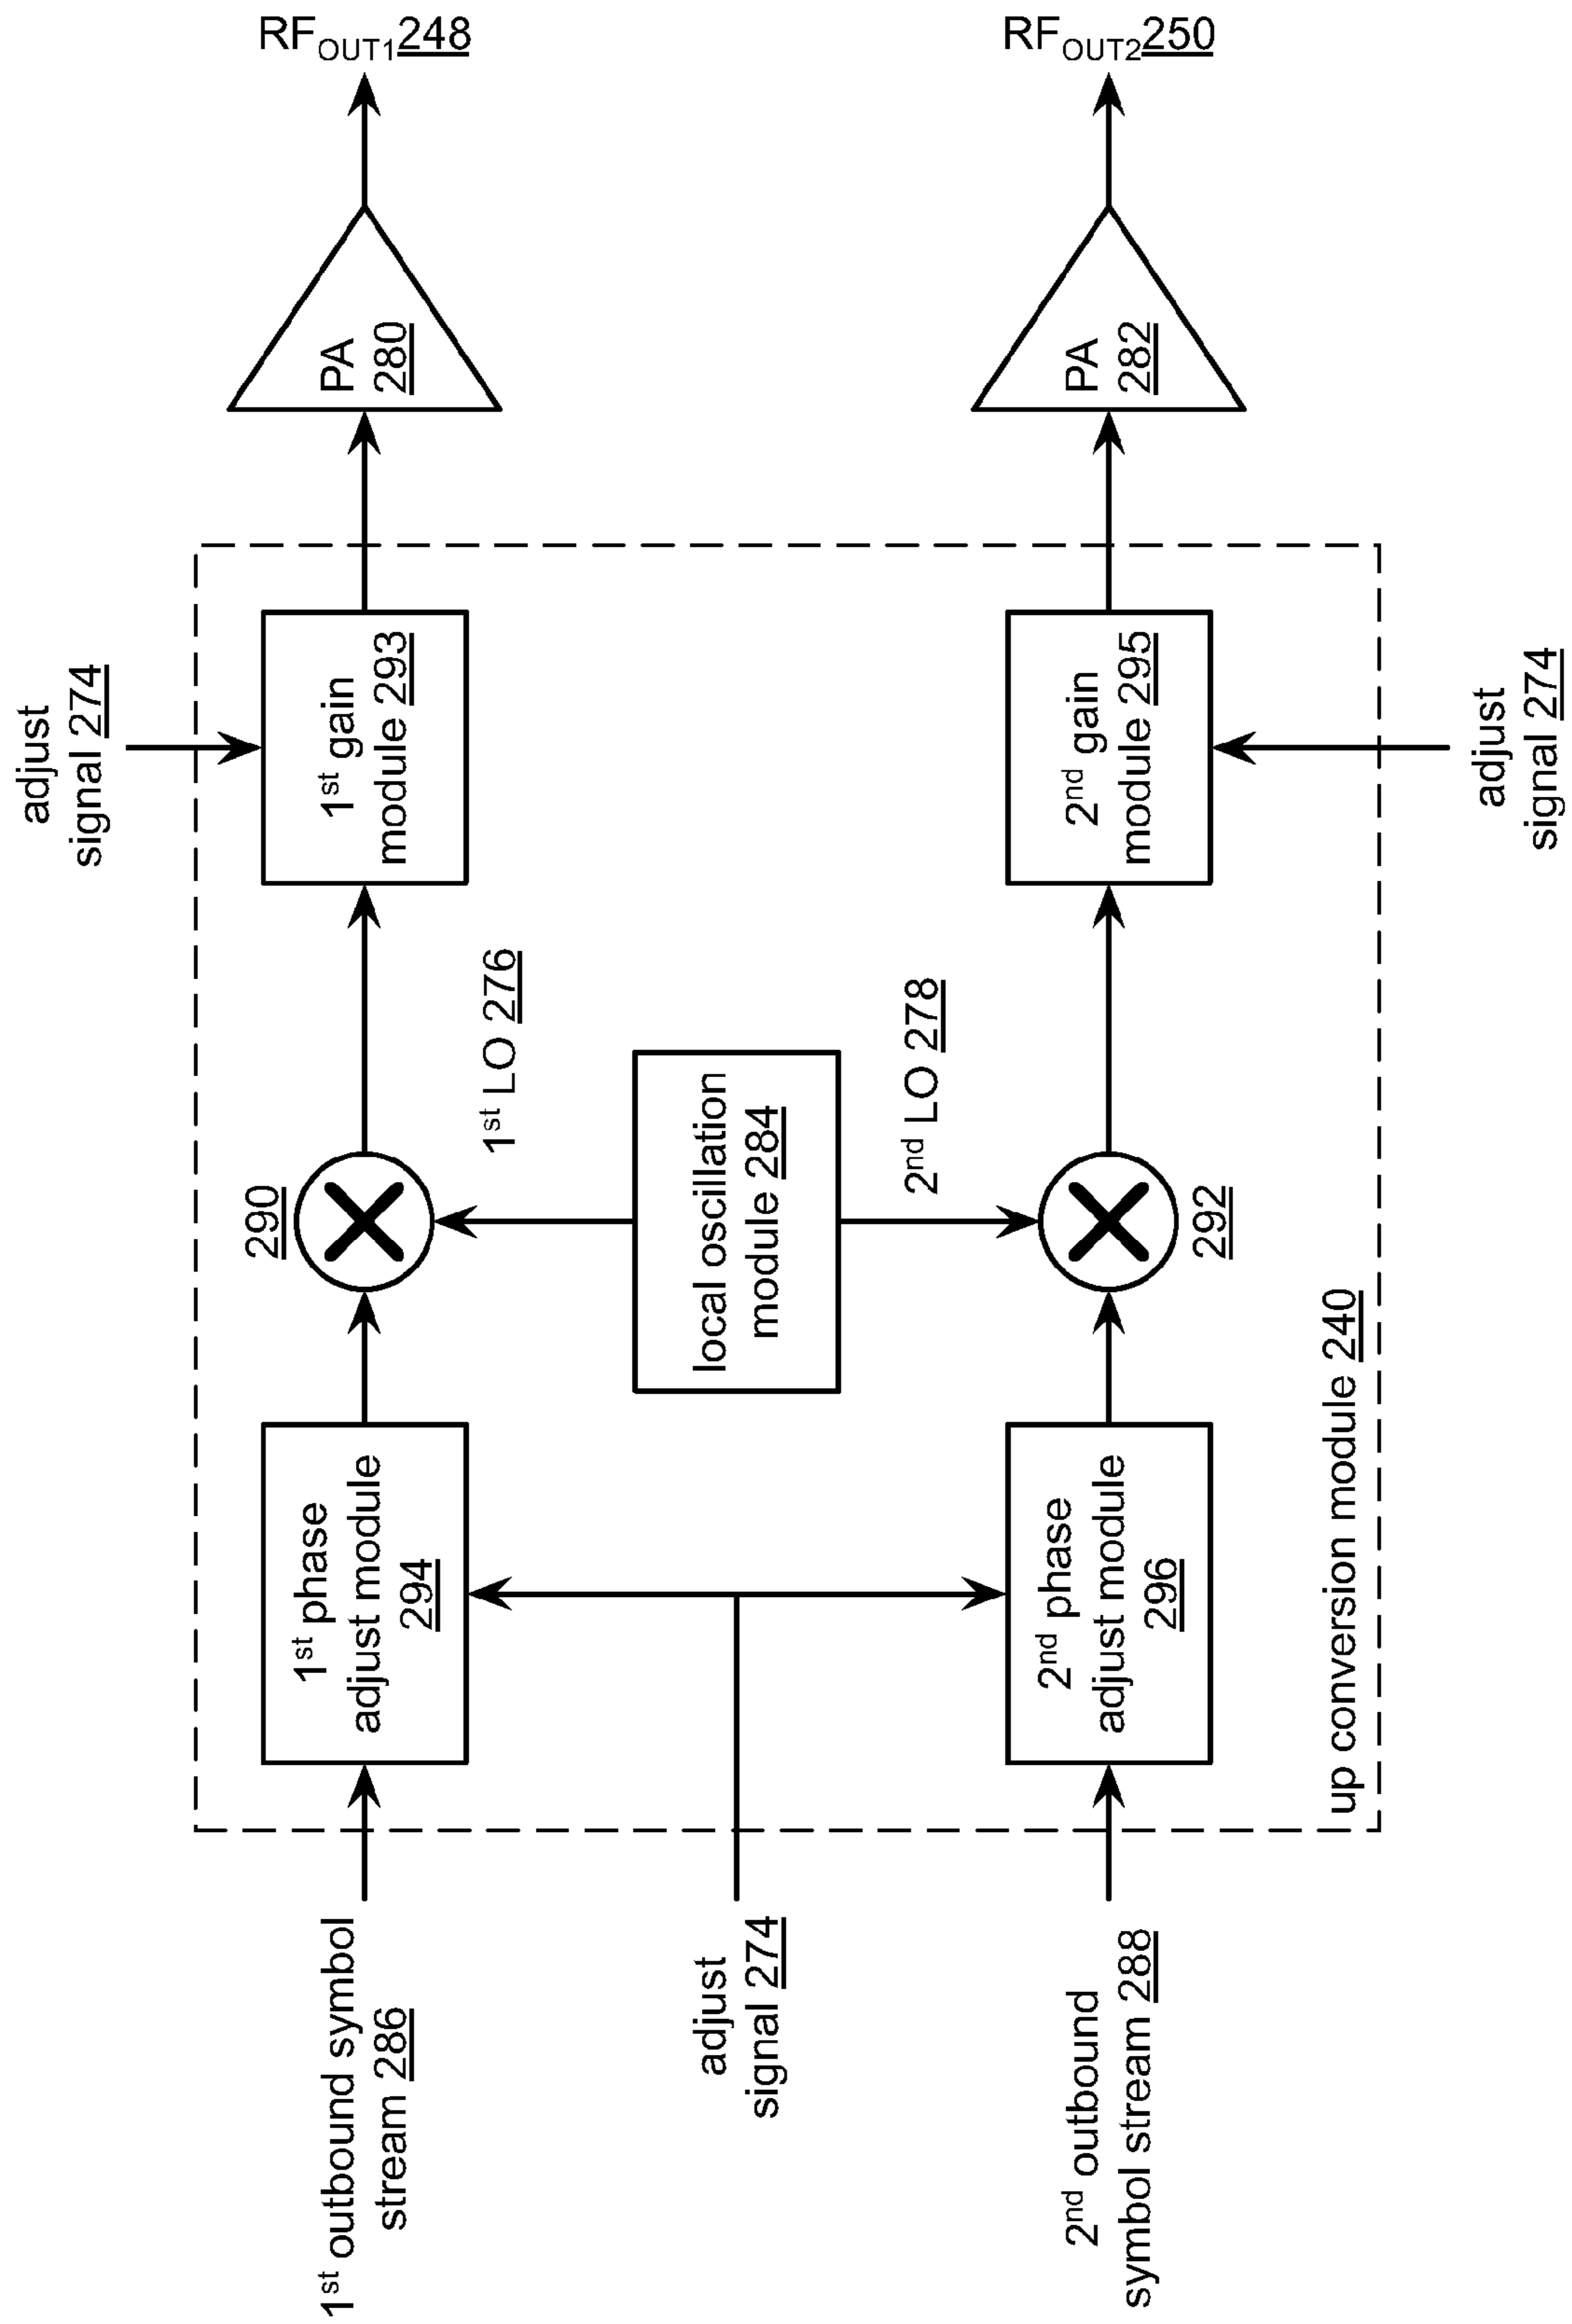 RFOUT1 248
RFOUT2 250
PA
280
PA
282
adjust
signal 274
1st gain
module 293
2nd gain
module 295
adjust
signal 274
1st LO 276
2nd LO 278
290
local oscillation
module 284
292
1st phase
adjust module
294
2nd phase
adjust module
296
up conversion module 240
1st outbound symbol
stream 286
adjust
signal 274
2nd outbound
symbol stream 288